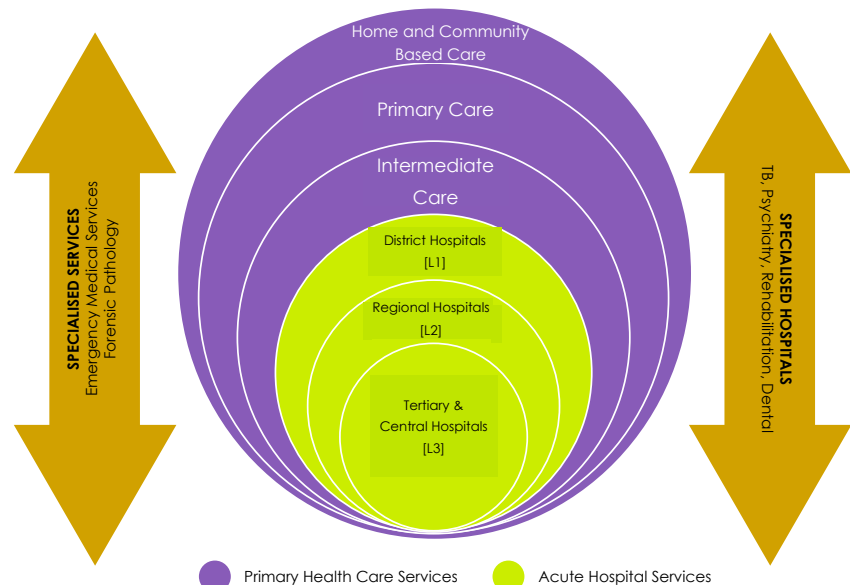 Home and Community
Based Care
Primary Care
Intermediate
Care
District Hospitals
[L1]
Regional Hospitals
[L2]
Tertiary &
Central Hospitals
[L3]
SPECIALISED SERVICES
Emergency Medical Services
Forensic Pathology
SPECIALISED HOSPITALS
TB, Psychiatry, Rehabilitation, Dental
Primary Health Care Services
Acute Hospital Services